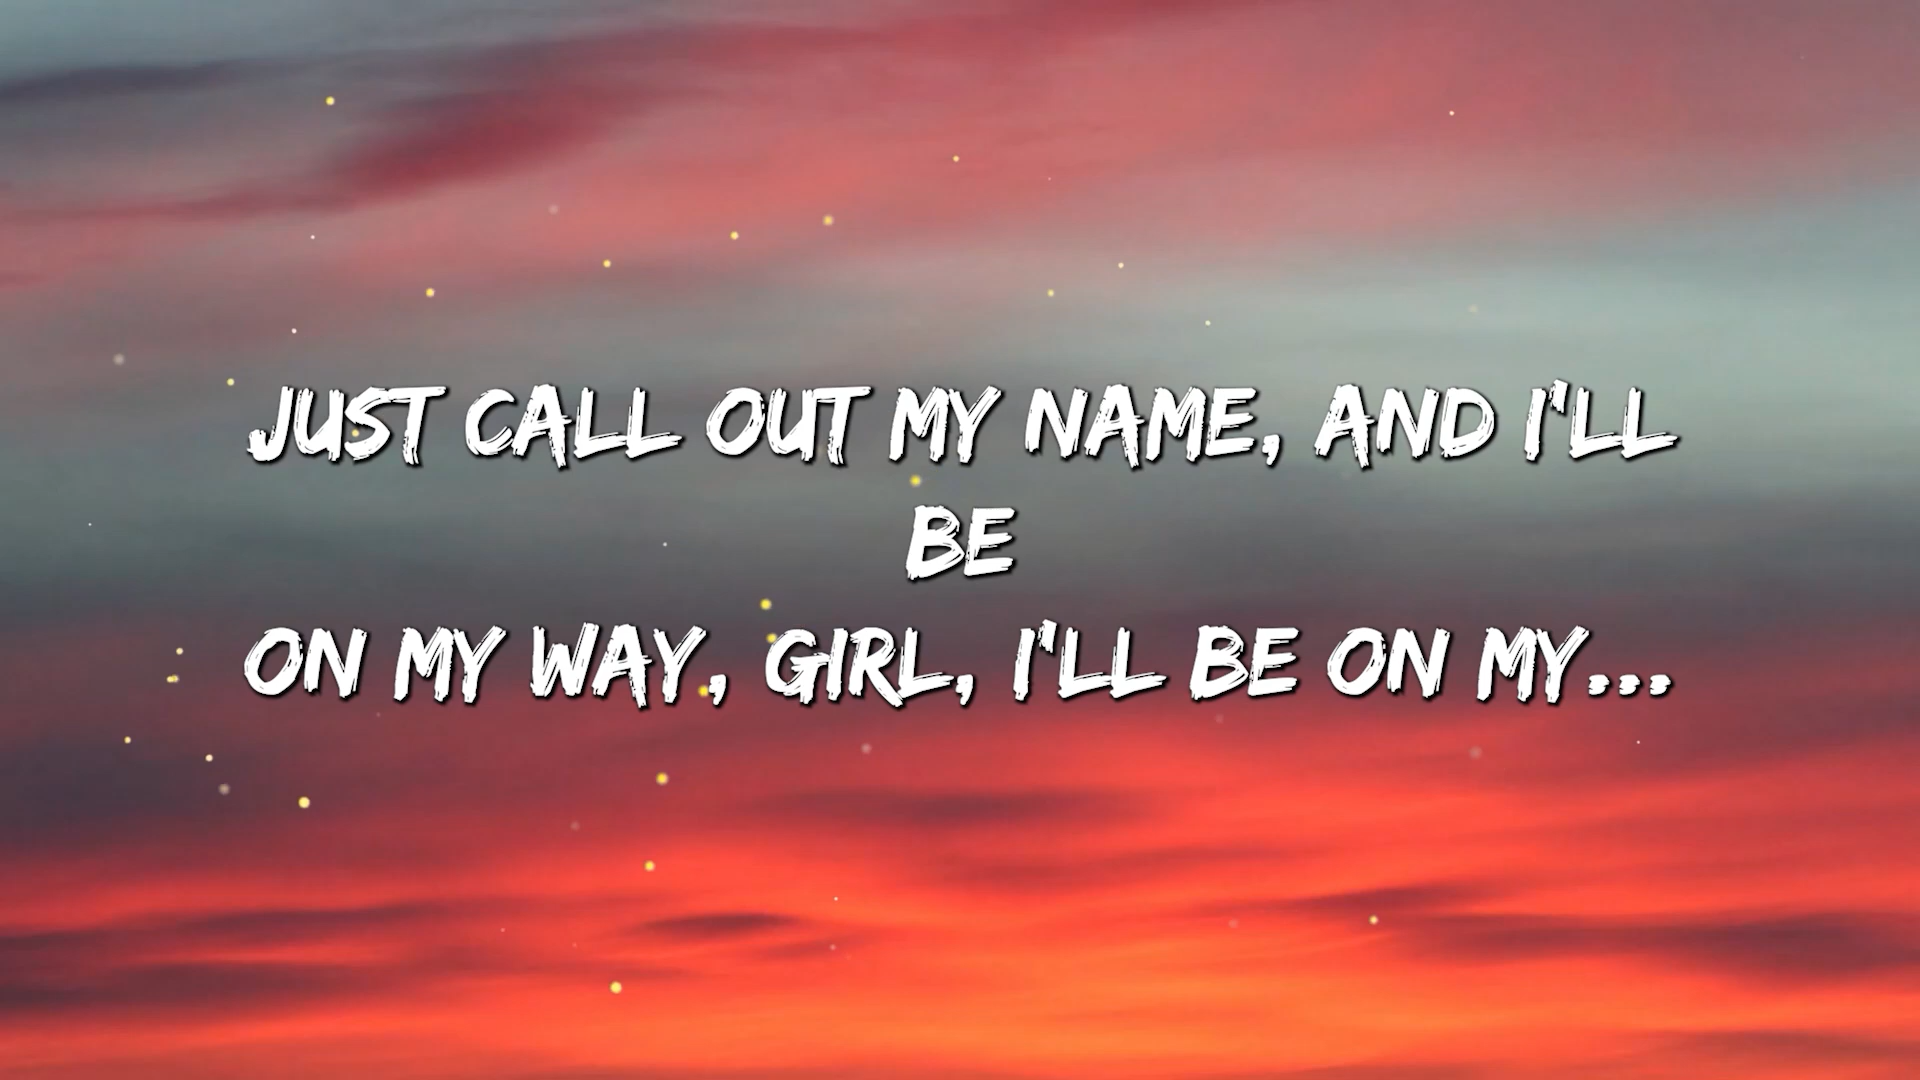 JUST CALL OUT MY NAME, AND I'LL
BE
ON MY WAY, GIRL, I'LL BE ON MY...